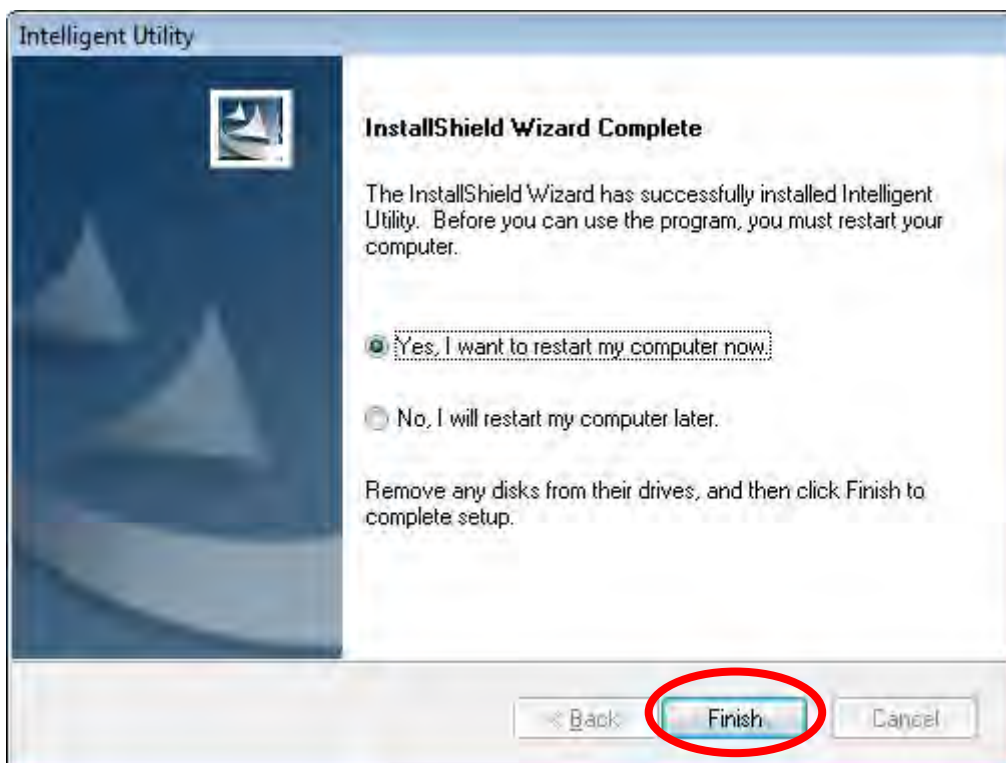 Intelligent Utility
InstallShield Wizard Complete
The InstallShield Wizard has successfully installed Intelligent
Utility. Before you can use the program, you must restart your
computer.
Yes, I want to restart my computer now.
No, I will restart my computer later.
Remove any disks from their drives, and then click Finish to
complete setup.
< Back Finish Cancel